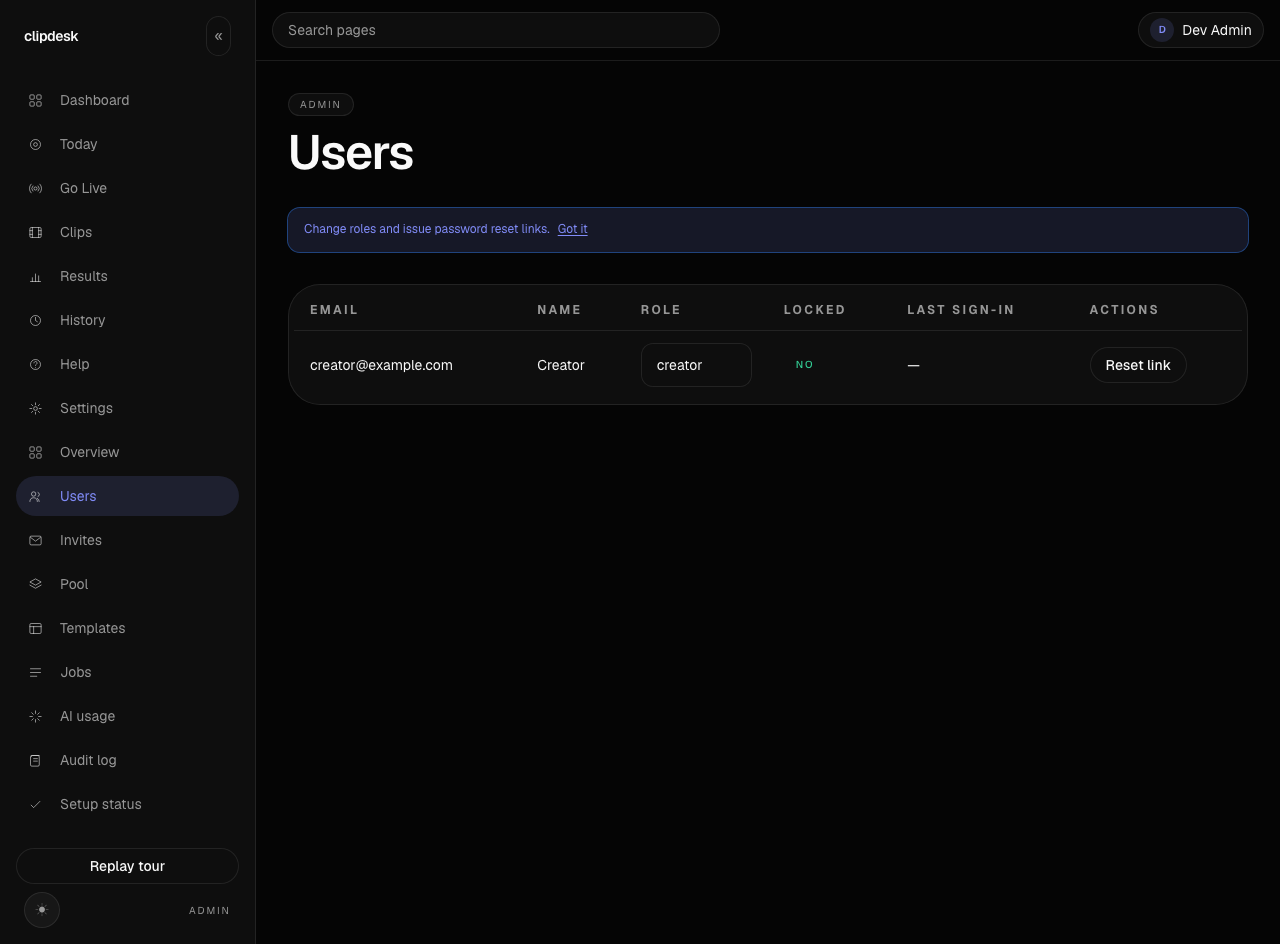 clipdesk
«
Search pages
D Dev Admin
Dashboard
Today
Go Live
Clips
Results
History
Help
Settings
Overview
Users
Invites
Pool
Templates
Jobs
AI usage
Audit log
Setup status
Replay tour
ADMIN
ADMIN
Users
Change roles and issue password reset links. Got it
EMAIL NAME ROLE LOCKED LAST SIGN-IN ACTIONS
creator@example.com Creator creator NO — Reset link